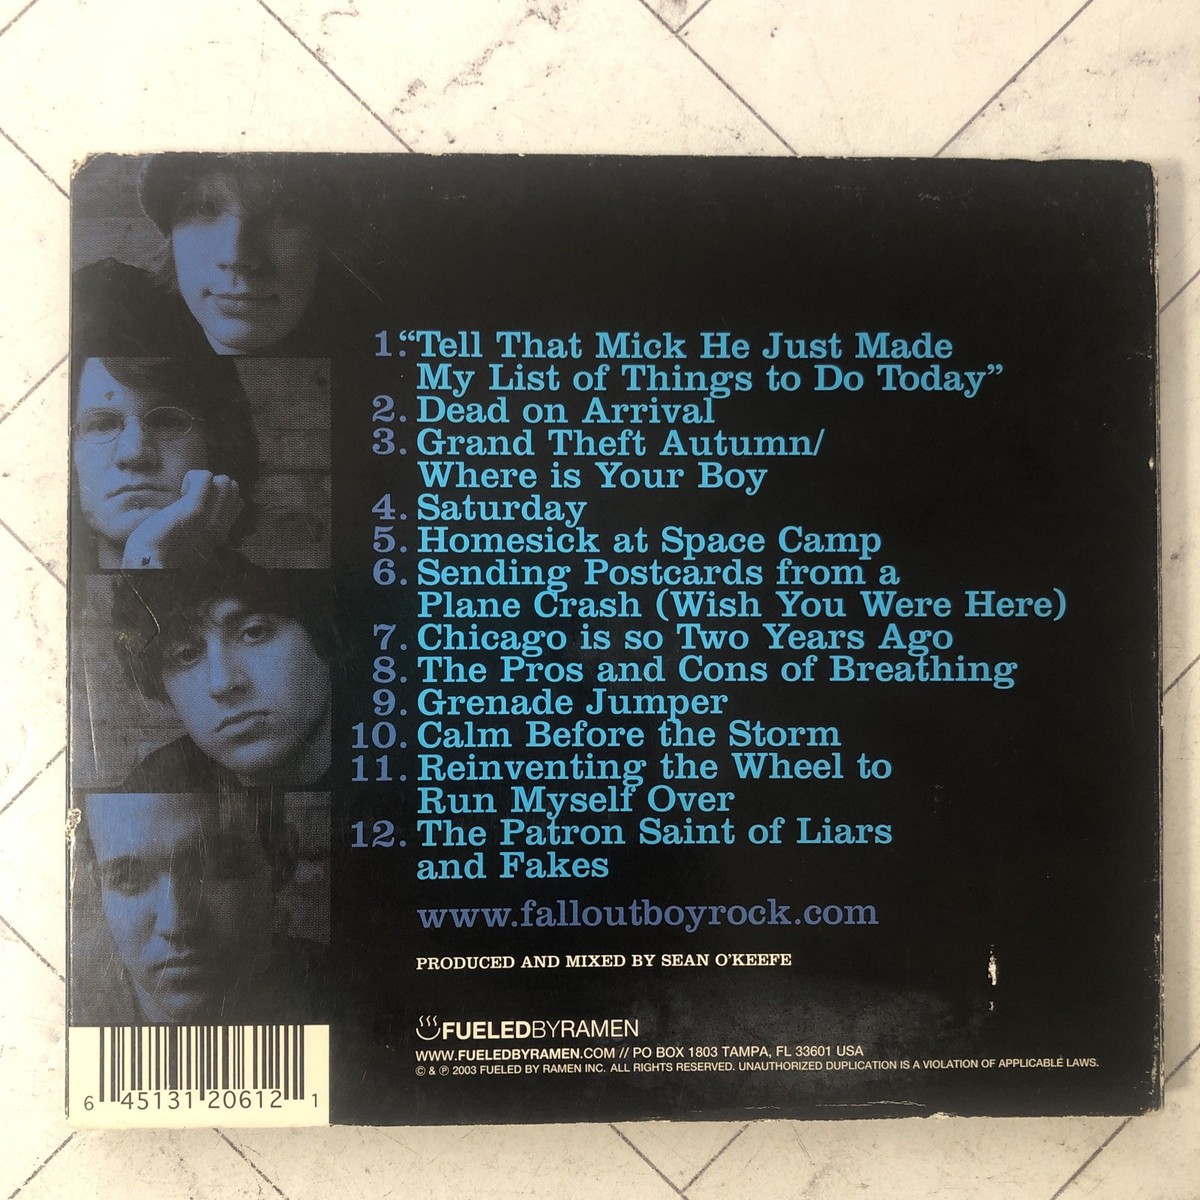 1. “Tell That Mick He Just Made
My List of Things to Do Today”
2. Dead on Arrival
3. Grand Theft Autumn/
Where is Your Boy
4. Saturday
5. Homesick at Space Camp
6. Sending Postcards from a
Plane Crash (Wish You Were Here)
7. Chicago is so Two Years Ago
8. The Pros and Cons of Breathing
9. Grenade Jumper
10. Calm Before the Storm
11. Reinventing the Wheel to
Run Myself Over
12. The Patron Saint of Liars
and Fakes
www.falloutboyrock.com
PRODUCED AND MIXED BY SEAN O'KEEFE
FUELEDBYRAMEN
WWW.FUELEDBYRAMEN.COM // PO BOX 1803 TAMPA, FL 33601 USA
© & ℗ 2003 FUELED BY RAMEN INC. ALL RIGHTS RESERVED. UNAUTHORIZED DUPLICATION IS A VIOLATION OF APPLICABLE LAWS.
6 45131 20612 1